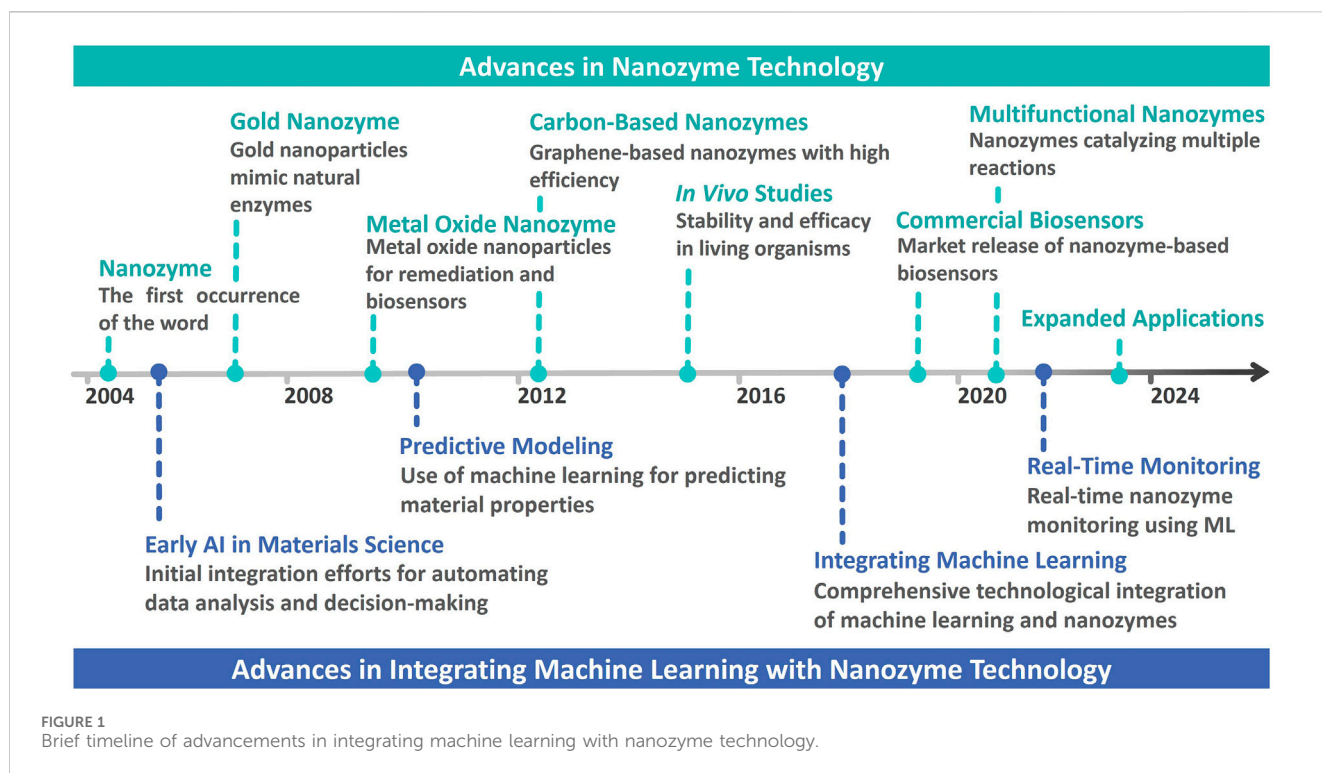 Advances in Nanozyme Technology
Gold Nanozyme
Gold nanoparticles
mimic natural
enzymes
Carbon-Based Nanozymes
Graphene-based nanozymes with high
efficiency
Multifunctional Nanozymes
Nanozymes catalyzing multiple
reactions
In Vivo Studies
Stability and efficacy
in living organisms
Metal Oxide Nanozyme
Metal oxide nanoparticles
for remediation and
biosensors
Commercial Biosensors
Market release of nanozyme-based
biosensors
Nanozyme
The first occurrence
of the word
Expanded Applications
2004
2008
2012
2016
2020
2024
Predictive Modeling
Use of machine learning for predicting
material properties
Real-Time Monitoring
Real-time nanozyme
monitoring using ML
Early AI in Materials Science
Initial integration efforts for automating
data analysis and decision-making
Integrating Machine Learning
Comprehensive technological integration
of machine learning and nanozymes
Advances in Integrating Machine Learning with Nanozyme Technology
FIGURE 1
Brief timeline of advancements in integrating machine learning with nanozyme technology.